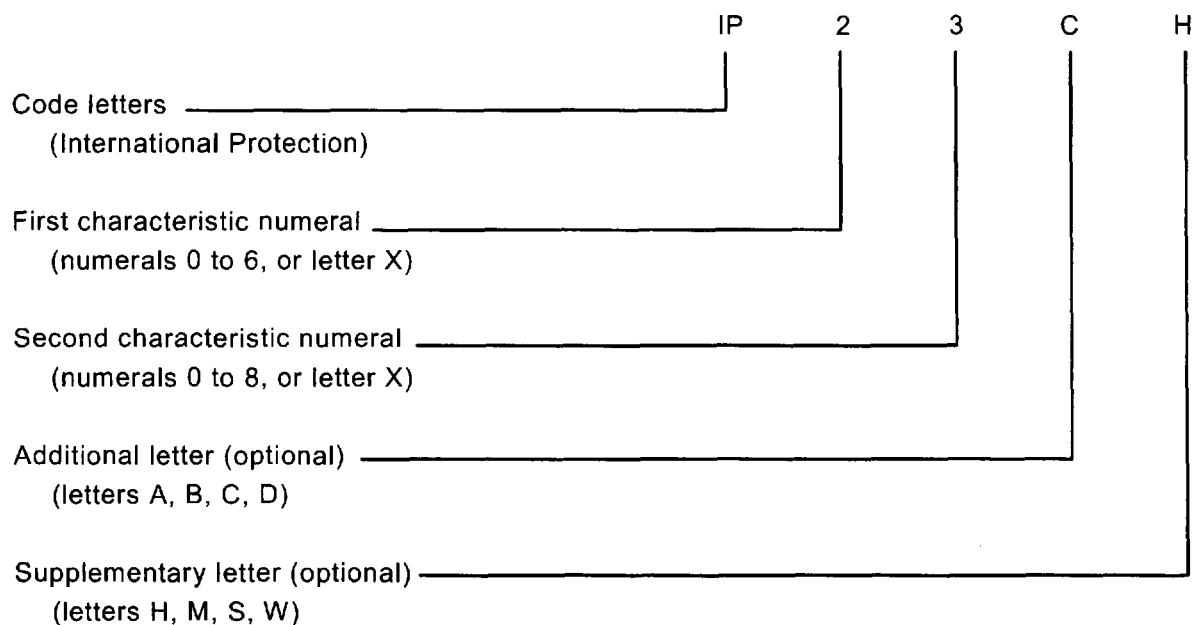 IP 2 3 C H
Code letters
(International Protection)
First characteristic numeral
(numerals 0 to 6, or letter X)
Second characteristic numeral
(numerals 0 to 8, or letter X)
Additional letter (optional)
(letters A, B, C, D)
Supplementary letter (optional)
(letters H, M, S, W)